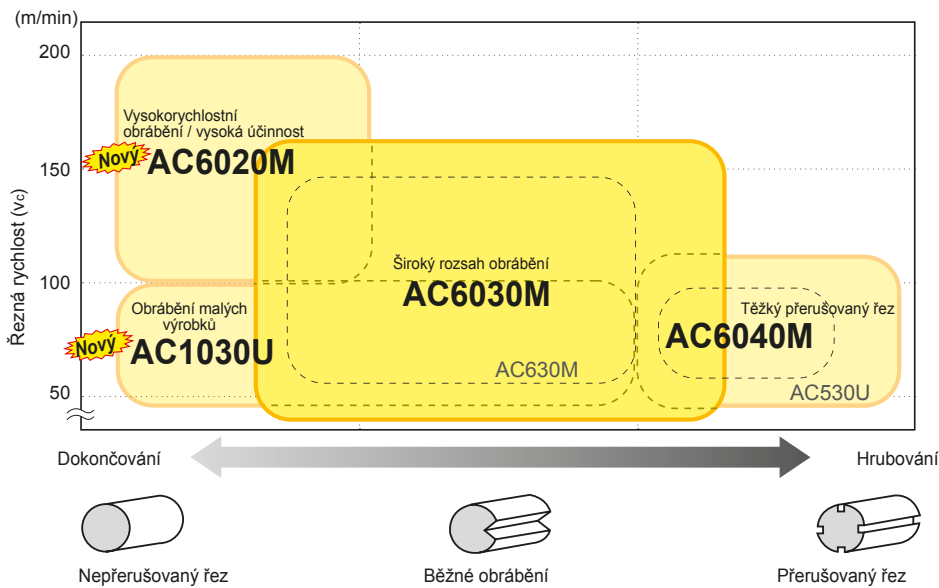 (m/min)
200
150
100
50
Řezná rychlost (vc)
Vysokorychlostní
obrábění / vysoká účinnost
Nový
AC6020M
Široký rozsah obrábění
AC6030M
Obrábění malých
výrobků
Nový
AC1030U
Těžký přerušovaný řez
AC6040M
AC630M
AC530U
Dokončování
Hrubování
Nepřerušovaný řez
Běžné obrábění
Přerušovaný řez